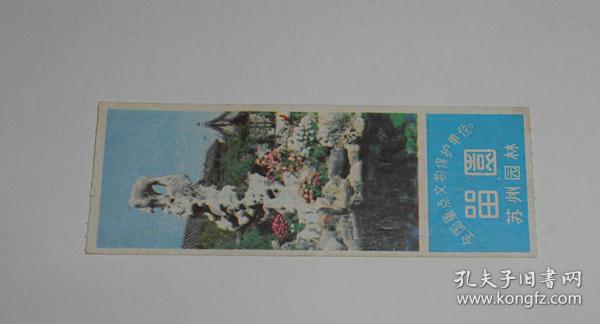 全国重点文物保护单位。
留園
苏州园林
孔夫子旧书网
www.kongfz.com